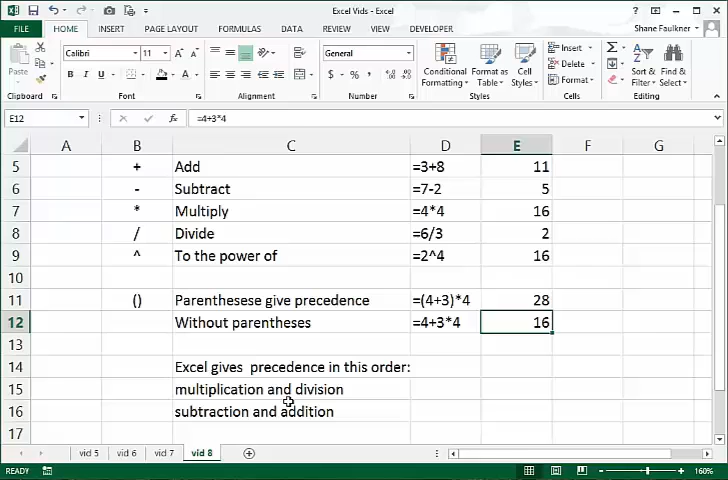 Excel Vids - Excel
FILE HOME INSERT PAGE LAYOUT FORMULAS DATA REVIEW VIEW DEVELOPER Shane Faulkner
Paste Calibri 11 General Conditional Formatting Format as Table Cell Styles Insert Delete Format Sort & Filter Find & Select
Clipboard Font Alignment Number Styles Cells Editing
E12 =4+3*4
A B C D E F G
5 + Add =3+8 11
6 - Subtract =7-2 5
7 * Multiply =4*4 16
8 / Divide =6/3 2
9 ^ To the power of =2^4 16
10
11 () Parenthesese give precedence =(4+3)*4 28
12 Without parentheses =4+3*4 16
13
14 Excel gives precedence in this order:
15 multiplication and division
16 subtraction and addition
17
vid 5 vid 6 vid 7 vid 8
READY 160%